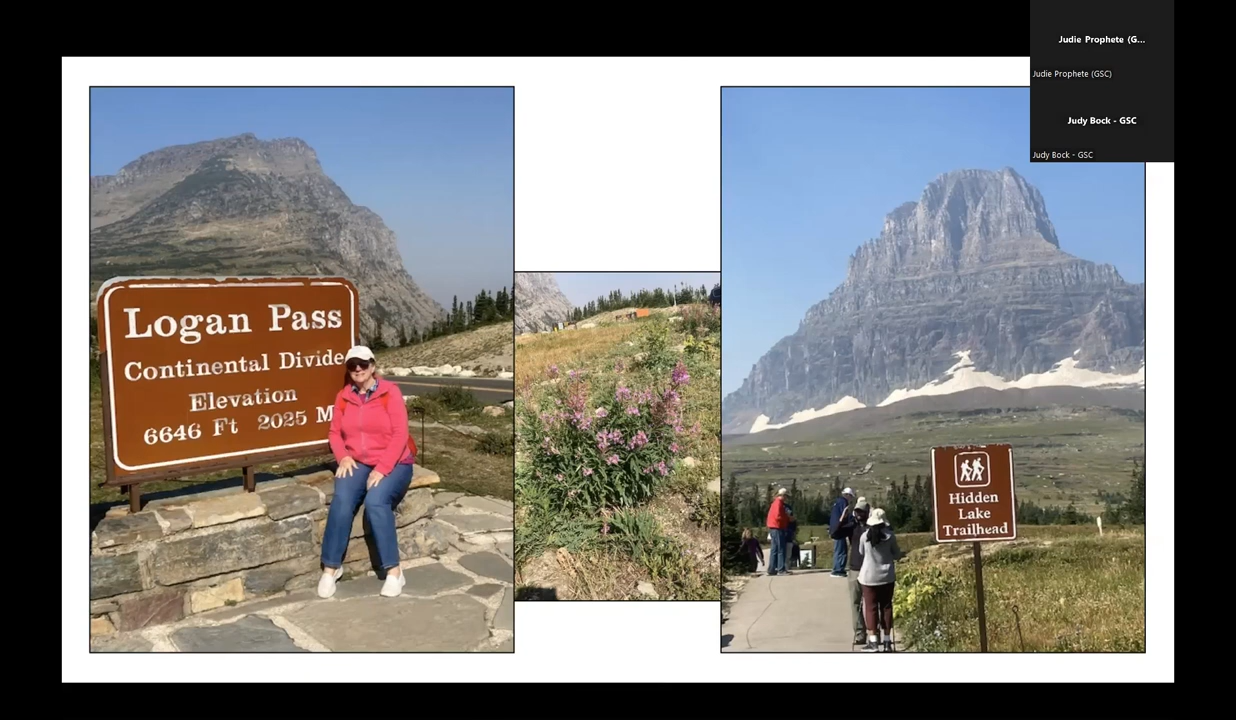 Judie Prophete (G...
Judie Prophete (GSC)
Judy Bock - GSC
Judy Bock - GSC
Logan Pass
Continental Divide
Elevation
6646 Ft 2025 M
Hidden
Lake
Trailhead